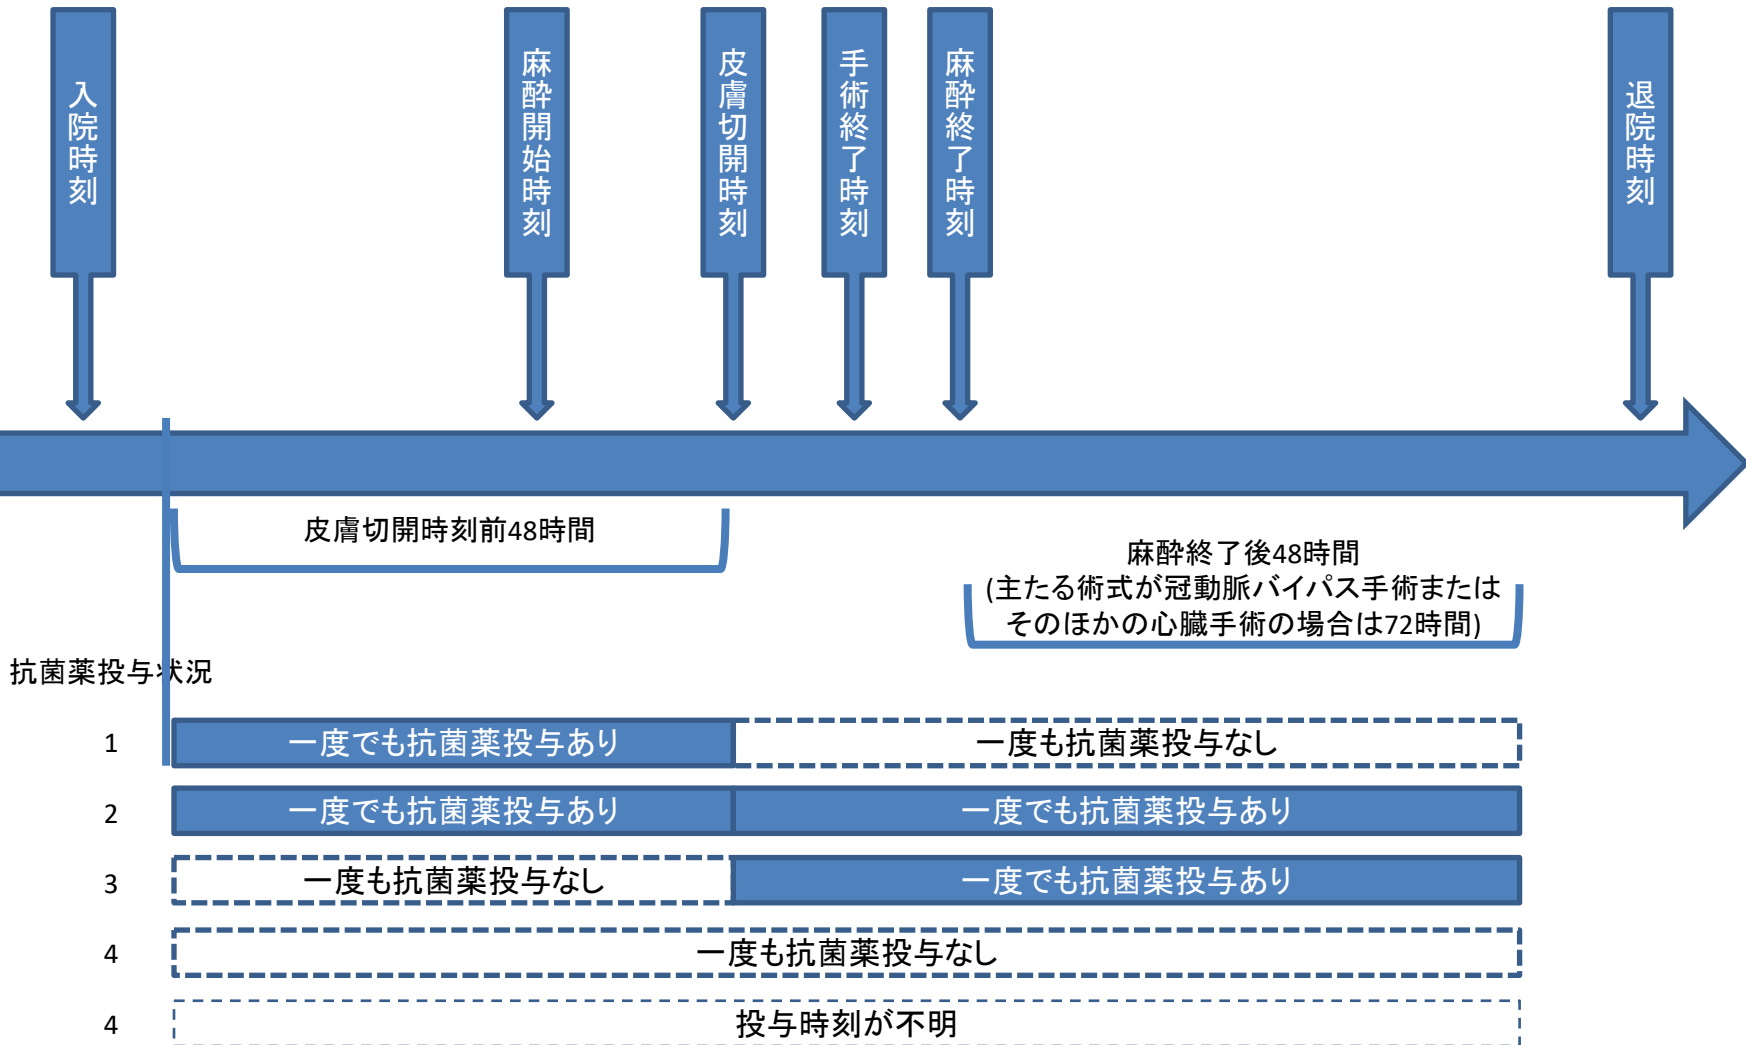 入院時刻
麻酔開始時刻
皮膚切開時刻
手術終了時刻
麻酔終了時刻
退院時刻
皮膚切開時刻前48時間
麻酔終了後48時間
(主たる術式が冠動脈バイパス手術または
そのほかの心臓手術の場合は72時間)
抗菌薬投与状況
1 一度でも抗菌薬投与あり 一度も抗菌薬投与なし
2 一度でも抗菌薬投与あり 一度でも抗菌薬投与あり
3 一度も抗菌薬投与なし 一度でも抗菌薬投与あり
4 一度も抗菌薬投与なし
4 投与時刻が不明